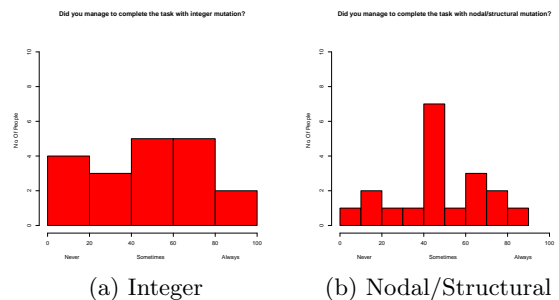 Did you manage to complete the task with integer mutation?
No Of People
0 2 4 6 8 10
0 20 40 60 80 100
Never Sometimes Always
(a) Integer
Did you manage to complete the task with nodal/structural mutation?
No Of People
0 2 4 6 8 10
0 20 40 60 80 100
Never Sometimes Always
(b) Nodal/Structural